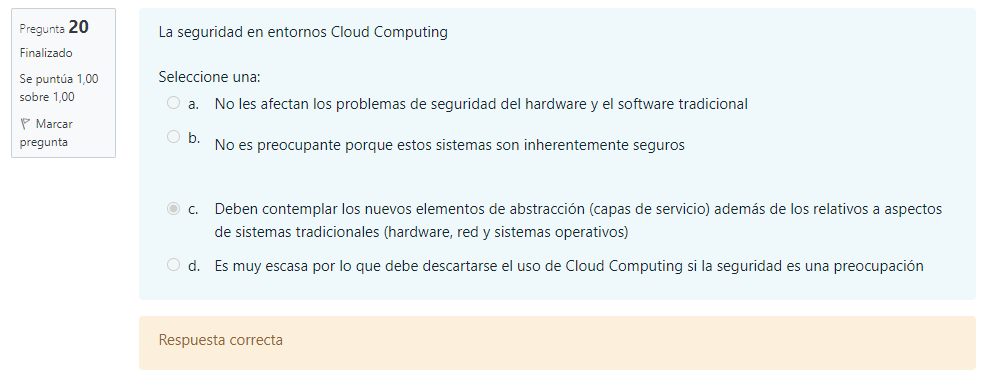 Pregunta 20
Finalizado
Se puntúa 1,00
sobre 1,00
Marcar
pregunta
La seguridad en entornos Cloud Computing
Seleccione una:
a. No les afectan los problemas de seguridad del hardware y el software tradicional
b. No es preocupante porque estos sistemas son inherentemente seguros
c. Deben contemplar los nuevos elementos de abstracción (capas de servicio) además de los relativos a aspectos
de sistemas tradicionales (hardware, red y sistemas operativos)
d. Es muy escasa por lo que debe descartarse el uso de Cloud Computing si la seguridad es una preocupación
Respuesta correcta